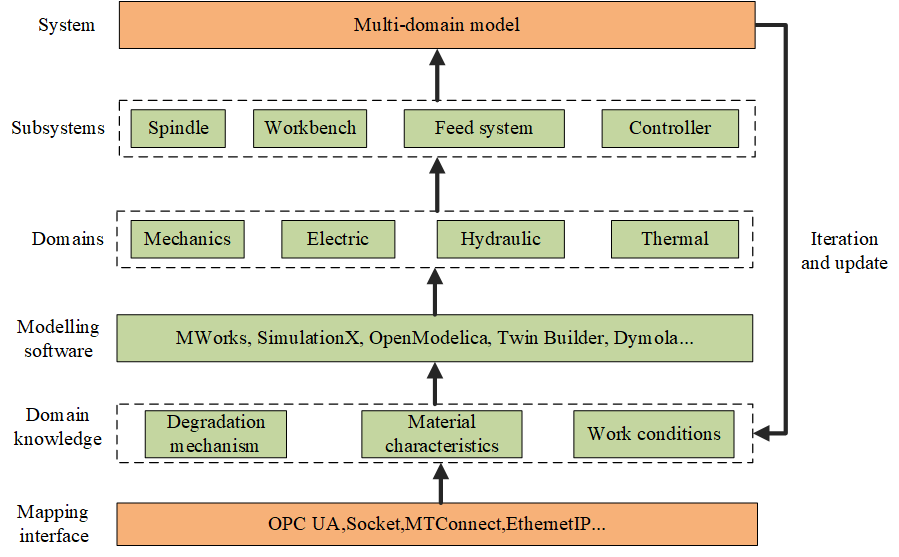 System
Multi-domain model
Subsystems
Spindle
Workbench
Feed system
Controller
Domains
Mechanics
Electric
Hydraulic
Thermal
Iteration
and update
Modelling
software
MWorks, SimulationX, OpenModelica, Twin Builder, Dymola...
Domain
knowledge
Degradation
mechanism
Material
characteristics
Work conditions
Mapping
interface
OPC UA,Socket,MTConnect,EthernetIP...